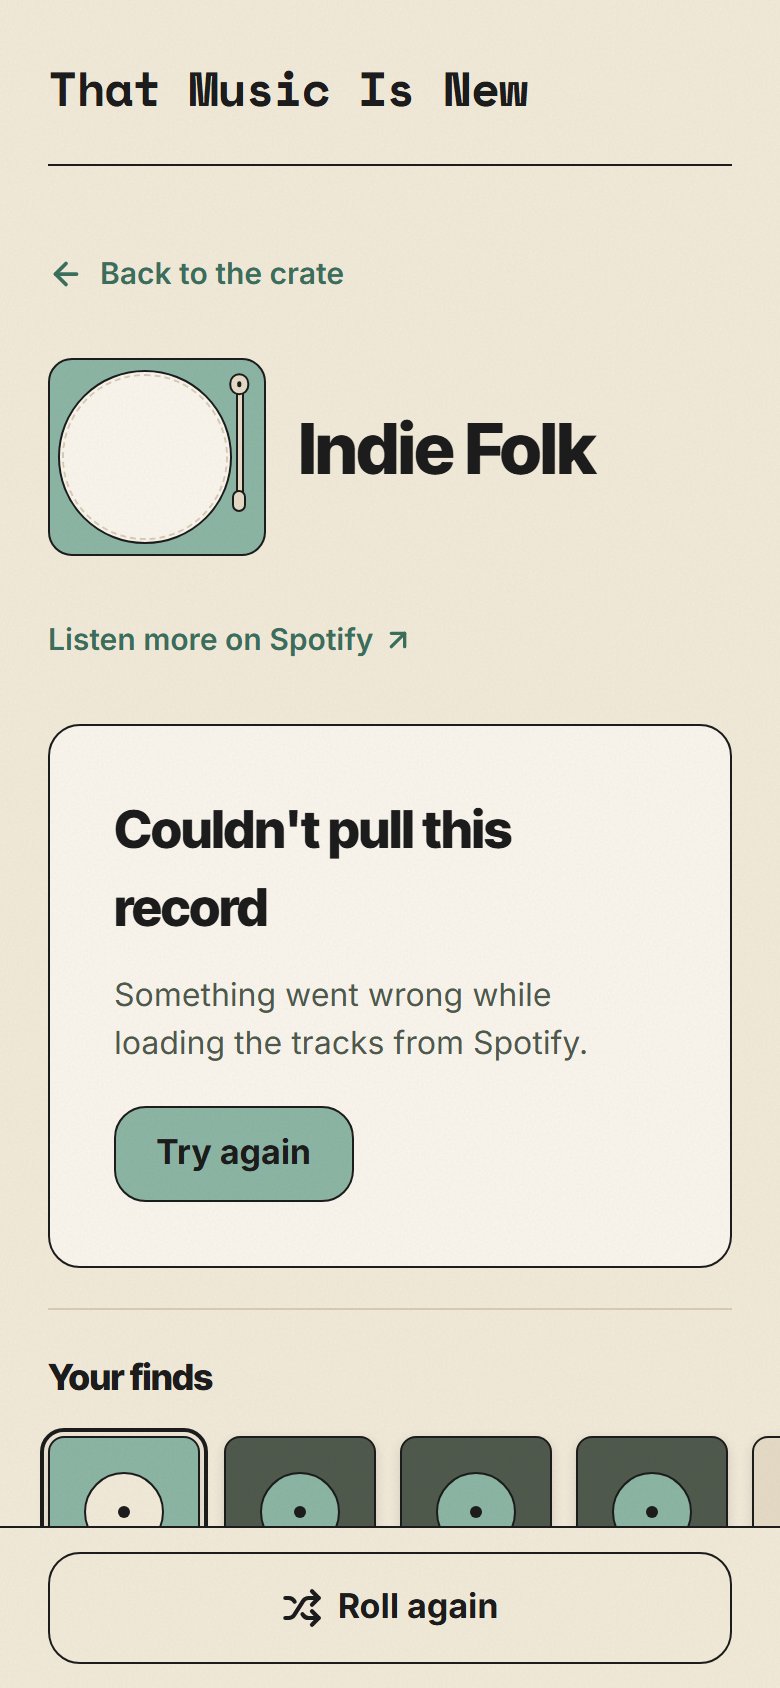 That Music Is New
Back to the crate
Indie Folk
Listen more on Spotify
Couldn't pull this
record
Something went wrong while
loading the tracks from Spotify.
Try again
Your finds
Roll again